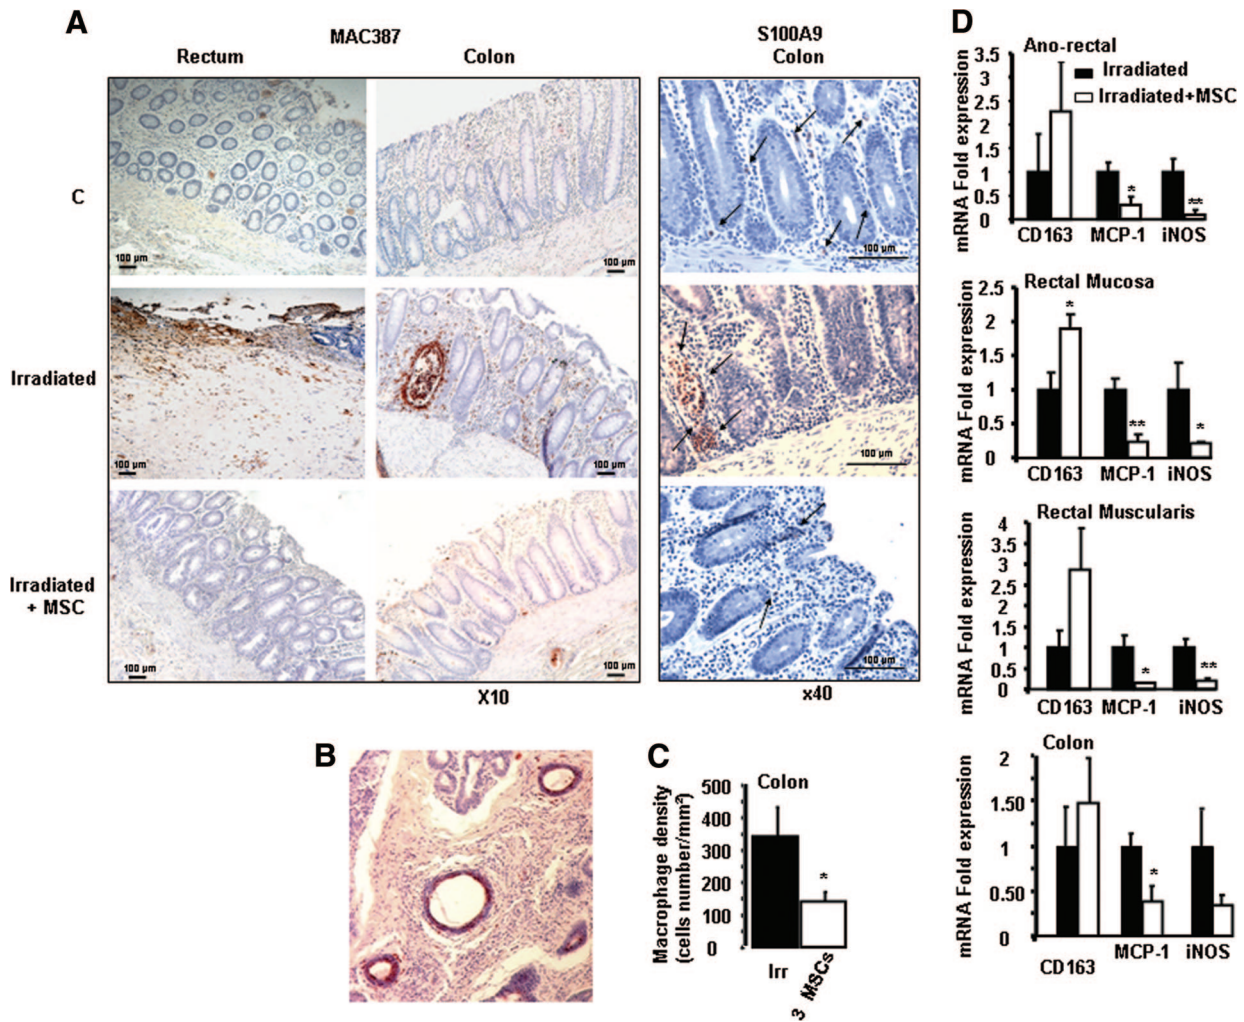 A
MAC387
Rectum
Colon
S100A9
Colon
C
100 µm
100 µm
100 µm
Irradiated
100 µm
100 µm
100 µm
Irradiated
+ MSC
100 µm
100 µm
100 µm
X10
x40
B
C
Colon
Macrophage density
(cells number/mm²)
500
400
300
200
100
0
*
Irr
3 MSCs
D
Ano-rectal
Irradiated
Irradiated+MSC
mRNA Fold expression
3.5
3
2.5
2
1.5
1
0.5
0
*
**
CD163 MCP-1 iNOS
Rectal Mucosa
mRNA Fold expression
2.5
2
1.5
1
0.5
0
*
**
*
CD163 MCP-1 iNOS
Rectal Muscularis
mRNA Fold expression
4
3.5
3
2.5
2
1.5
1
0.5
0
*
**
CD163 MCP-1 iNOS
Colon
mRNA Fold expression
2
1.50
1
0.50
0
*
CD163 MCP-1 iNOS